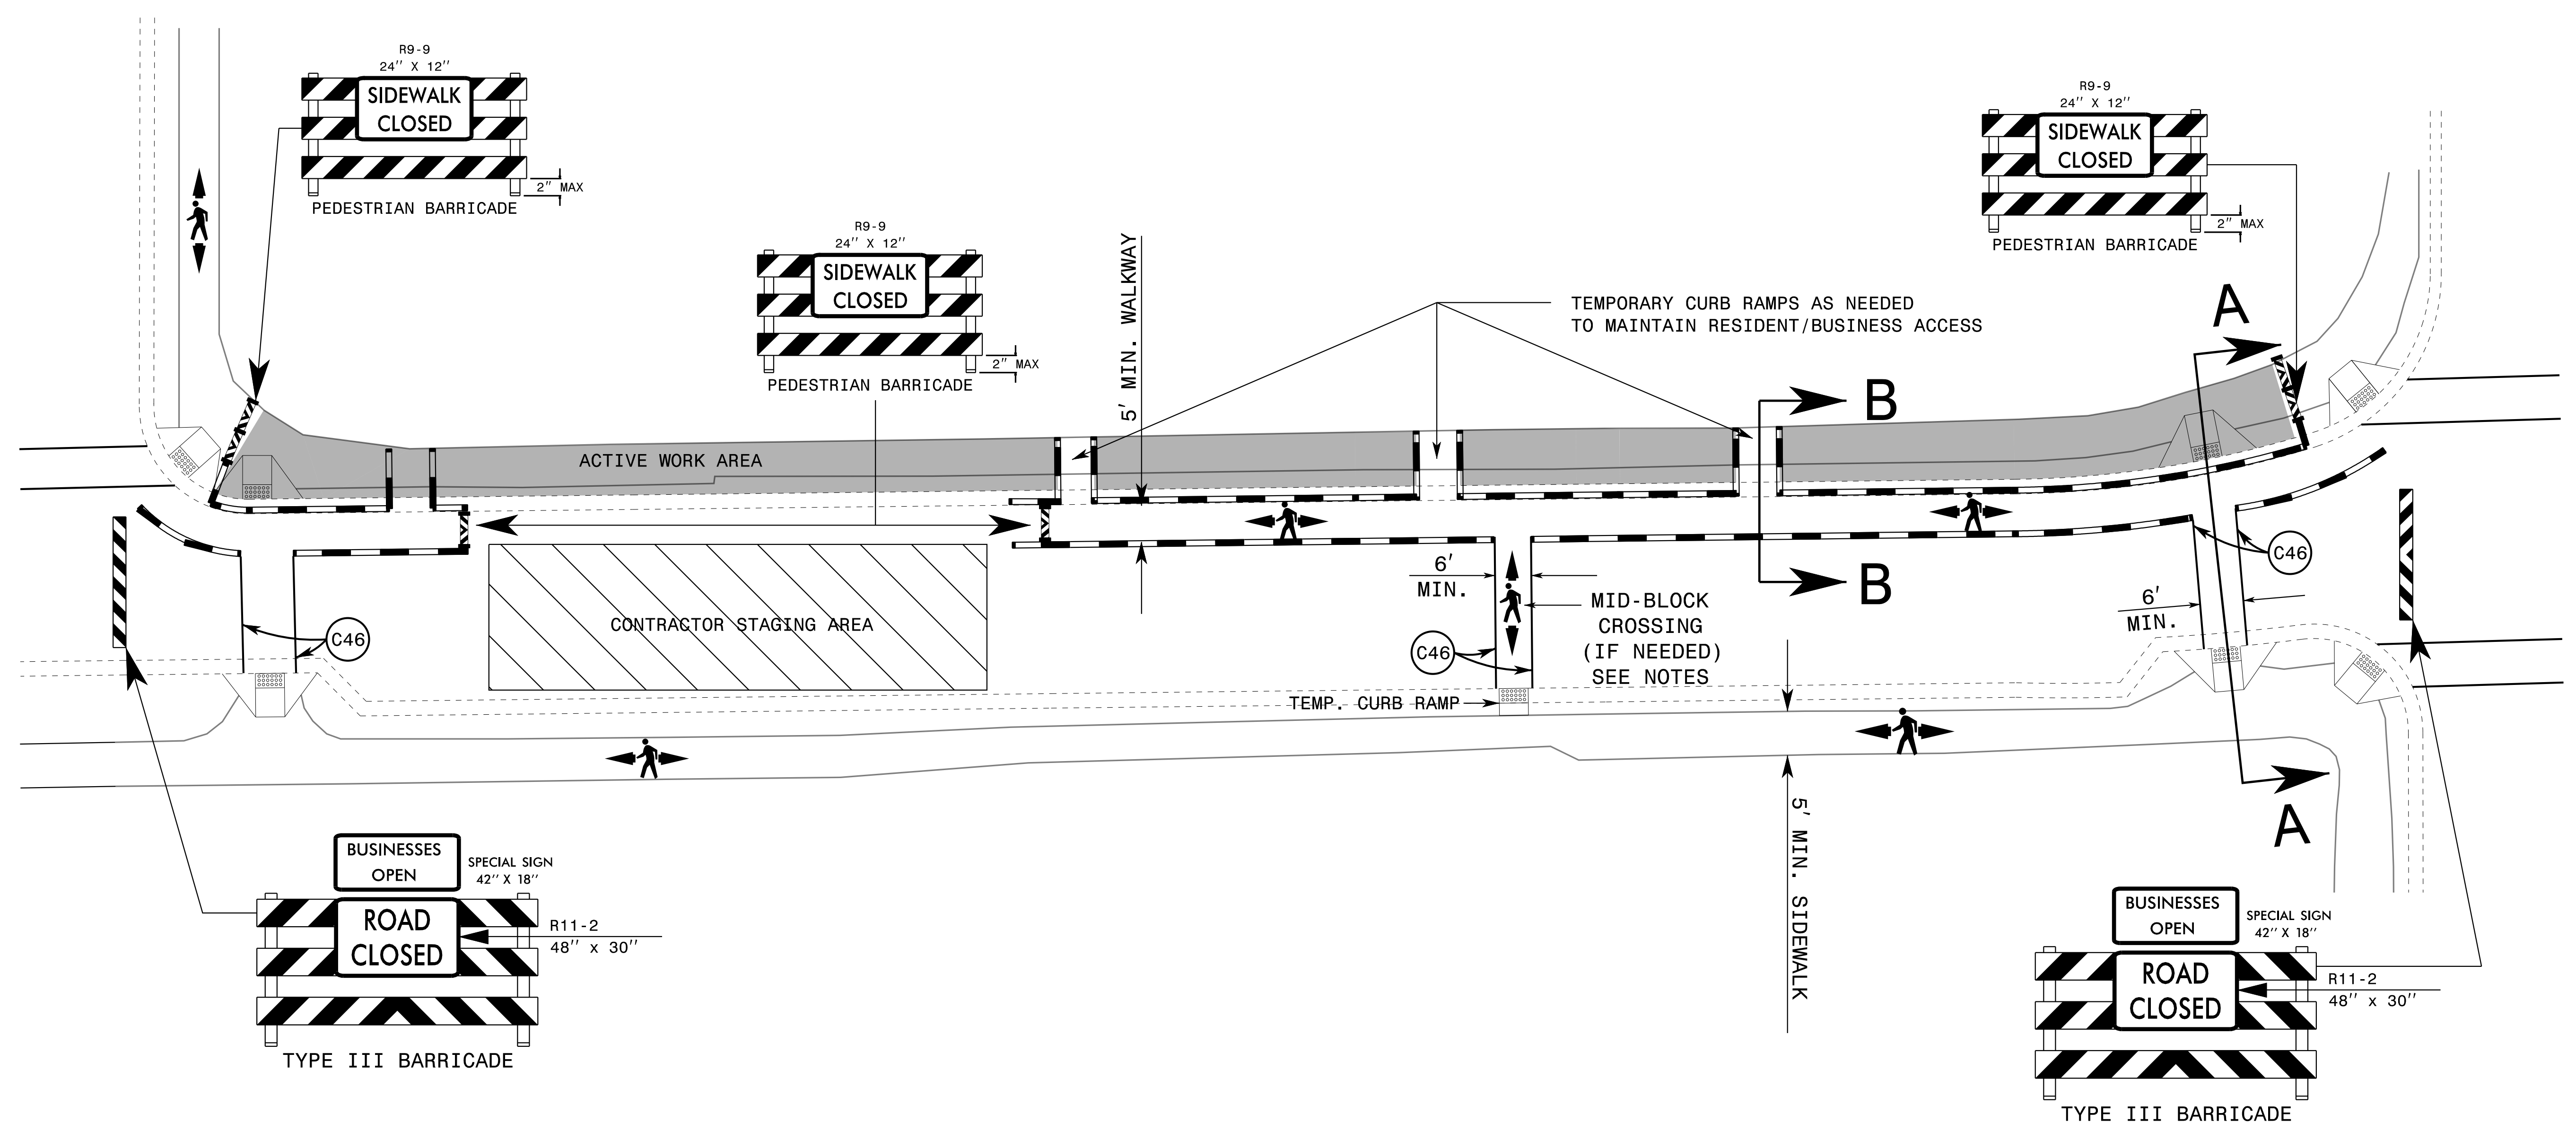 R9-9
24" X 12"
SIDEWALK
CLOSED
2" MAX
PEDESTRIAN BARRICADE
R9-9
24" X 12"
SIDEWALK
CLOSED
2" MAX
PEDESTRIAN BARRICADE
R9-9
24" X 12"
SIDEWALK
CLOSED
2" MAX
PEDESTRIAN BARRICADE
5' MIN. WALKWAY
TEMPORARY CURB RAMPS AS NEEDED
TO MAINTAIN RESIDENT/BUSINESS ACCESS
A
B
ACTIVE WORK AREA
C46
6'
MIN.
B
6'
MIN.
MID-BLOCK
CROSSING
(IF NEEDED)
SEE NOTES
CONTRACTOR STAGING AREA
C46
C46
TEMP. CURB RAMP
5' MIN. SIDEWALK
A
BUSINESSES
OPEN
SPECIAL SIGN
42" X 18"
ROAD
CLOSED
R11-2
48" x 30"
TYPE III BARRICADE
BUSINESSES
OPEN
SPECIAL SIGN
42" X 18"
ROAD
CLOSED
R11-2
48" x 30"
TYPE III BARRICADE